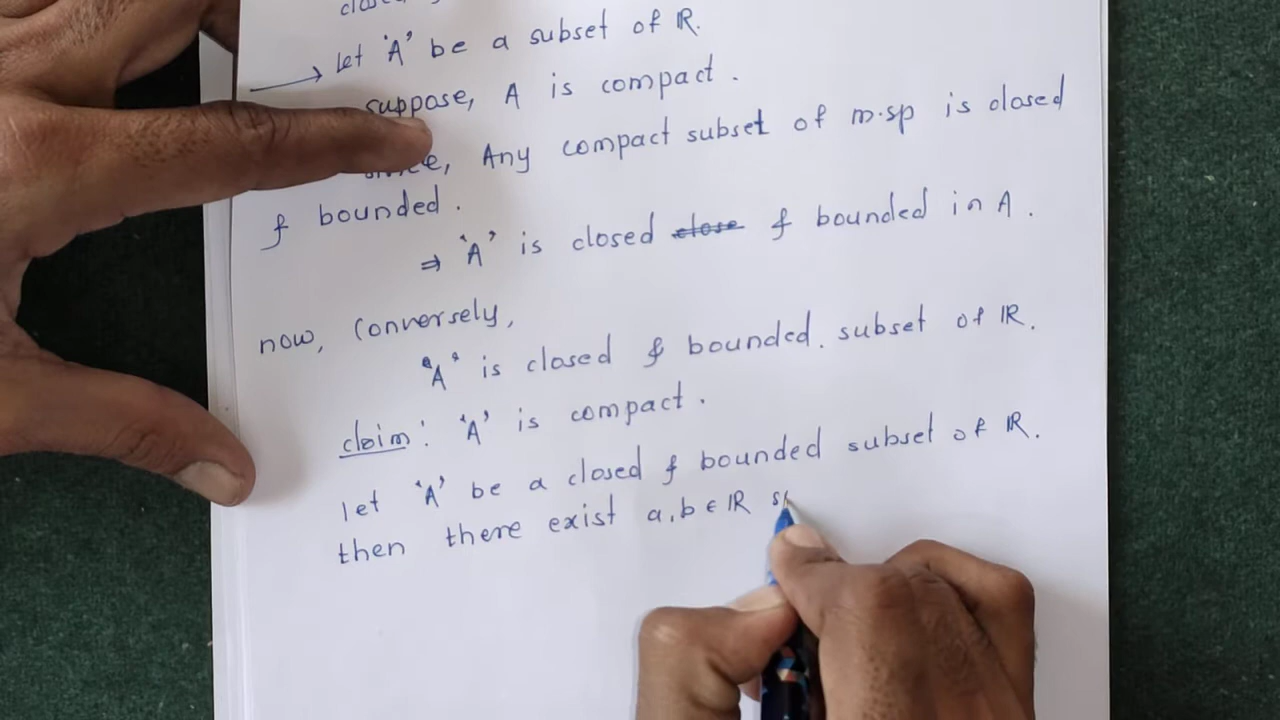 → Let 'A' be a subset of ℝ.
suppose, A is compact.
Any compact subset of m.sp is closed
& bounded.
⇒ 'A' is closed close & bounded in A.
now, conversely,
'A' is closed & bounded. subset of ℝ.
claim: 'A' is compact.
let 'A' be a closed & bounded subset of ℝ.
then there exist a,b ∈ ℝ